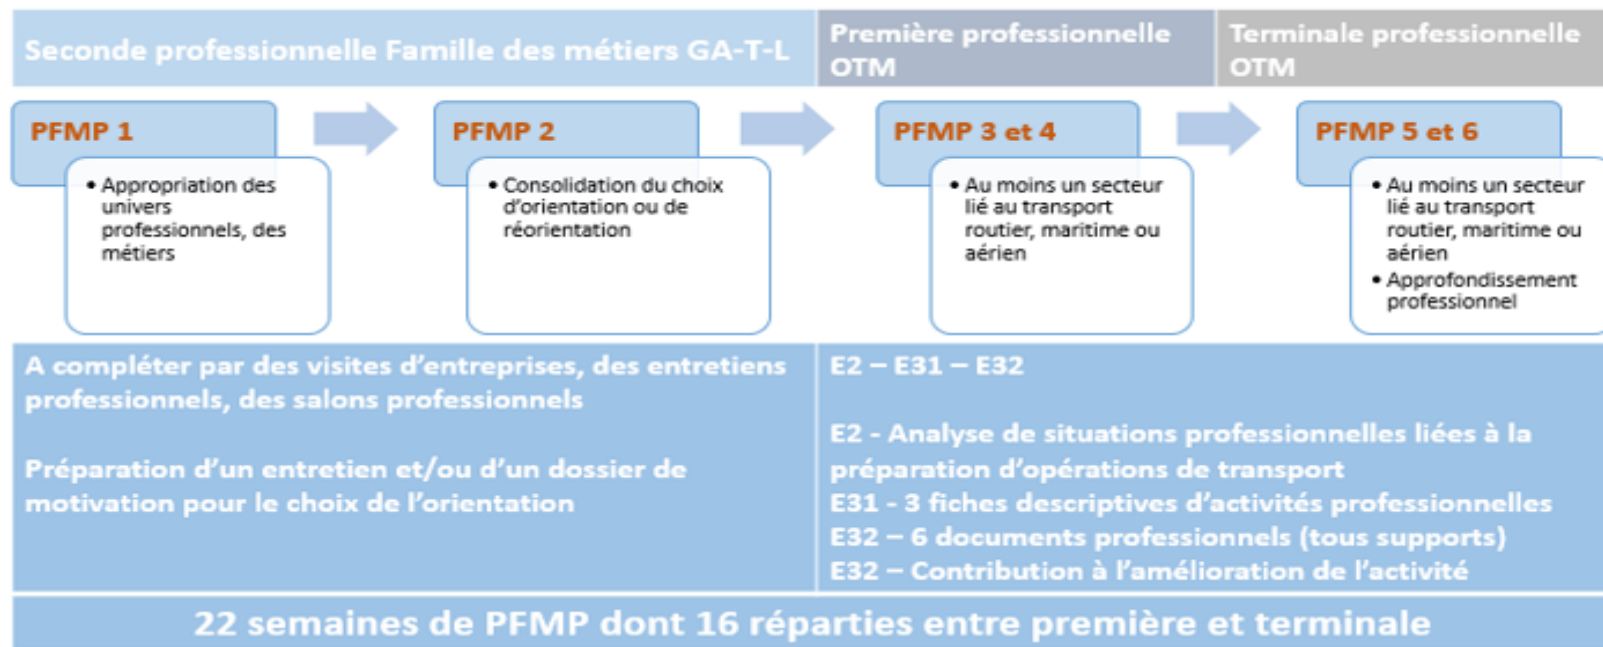 Seconde professionnelle Famille des métiers GA-T-L
Première professionnelle
OTM
Terminale professionnelle
OTM
PFMP 1
• Appropriation des
univers
professionnels, des
métiers
PFMP 2
• Consolidation du choix
d'orientation ou de
réorientation
PFMP 3 et 4
• Au moins un secteur
lié au transport
routier, maritime ou
aérien
PFMP 5 et 6
• Au moins un secteur
lié au transport
routier, maritime ou
aérien
• Approfondissement
professionnel
A compléter par des visites d'entreprises, des entretiens
professionnels, des salons professionnels
Préparation d'un entretien et/ou d'un dossier de
motivation pour le choix de l'orientation
E2 – E31 – E32
E2 - Analyse de situations professionnelles liées à la
préparation d'opérations de transport
E31 - 3 fiches descriptives d'activités professionnelles
E32 – 6 documents professionnels (tous supports)
E32 – Contribution à l'amélioration de l'activité
22 semaines de PFMP dont 16 réparties entre première et terminale